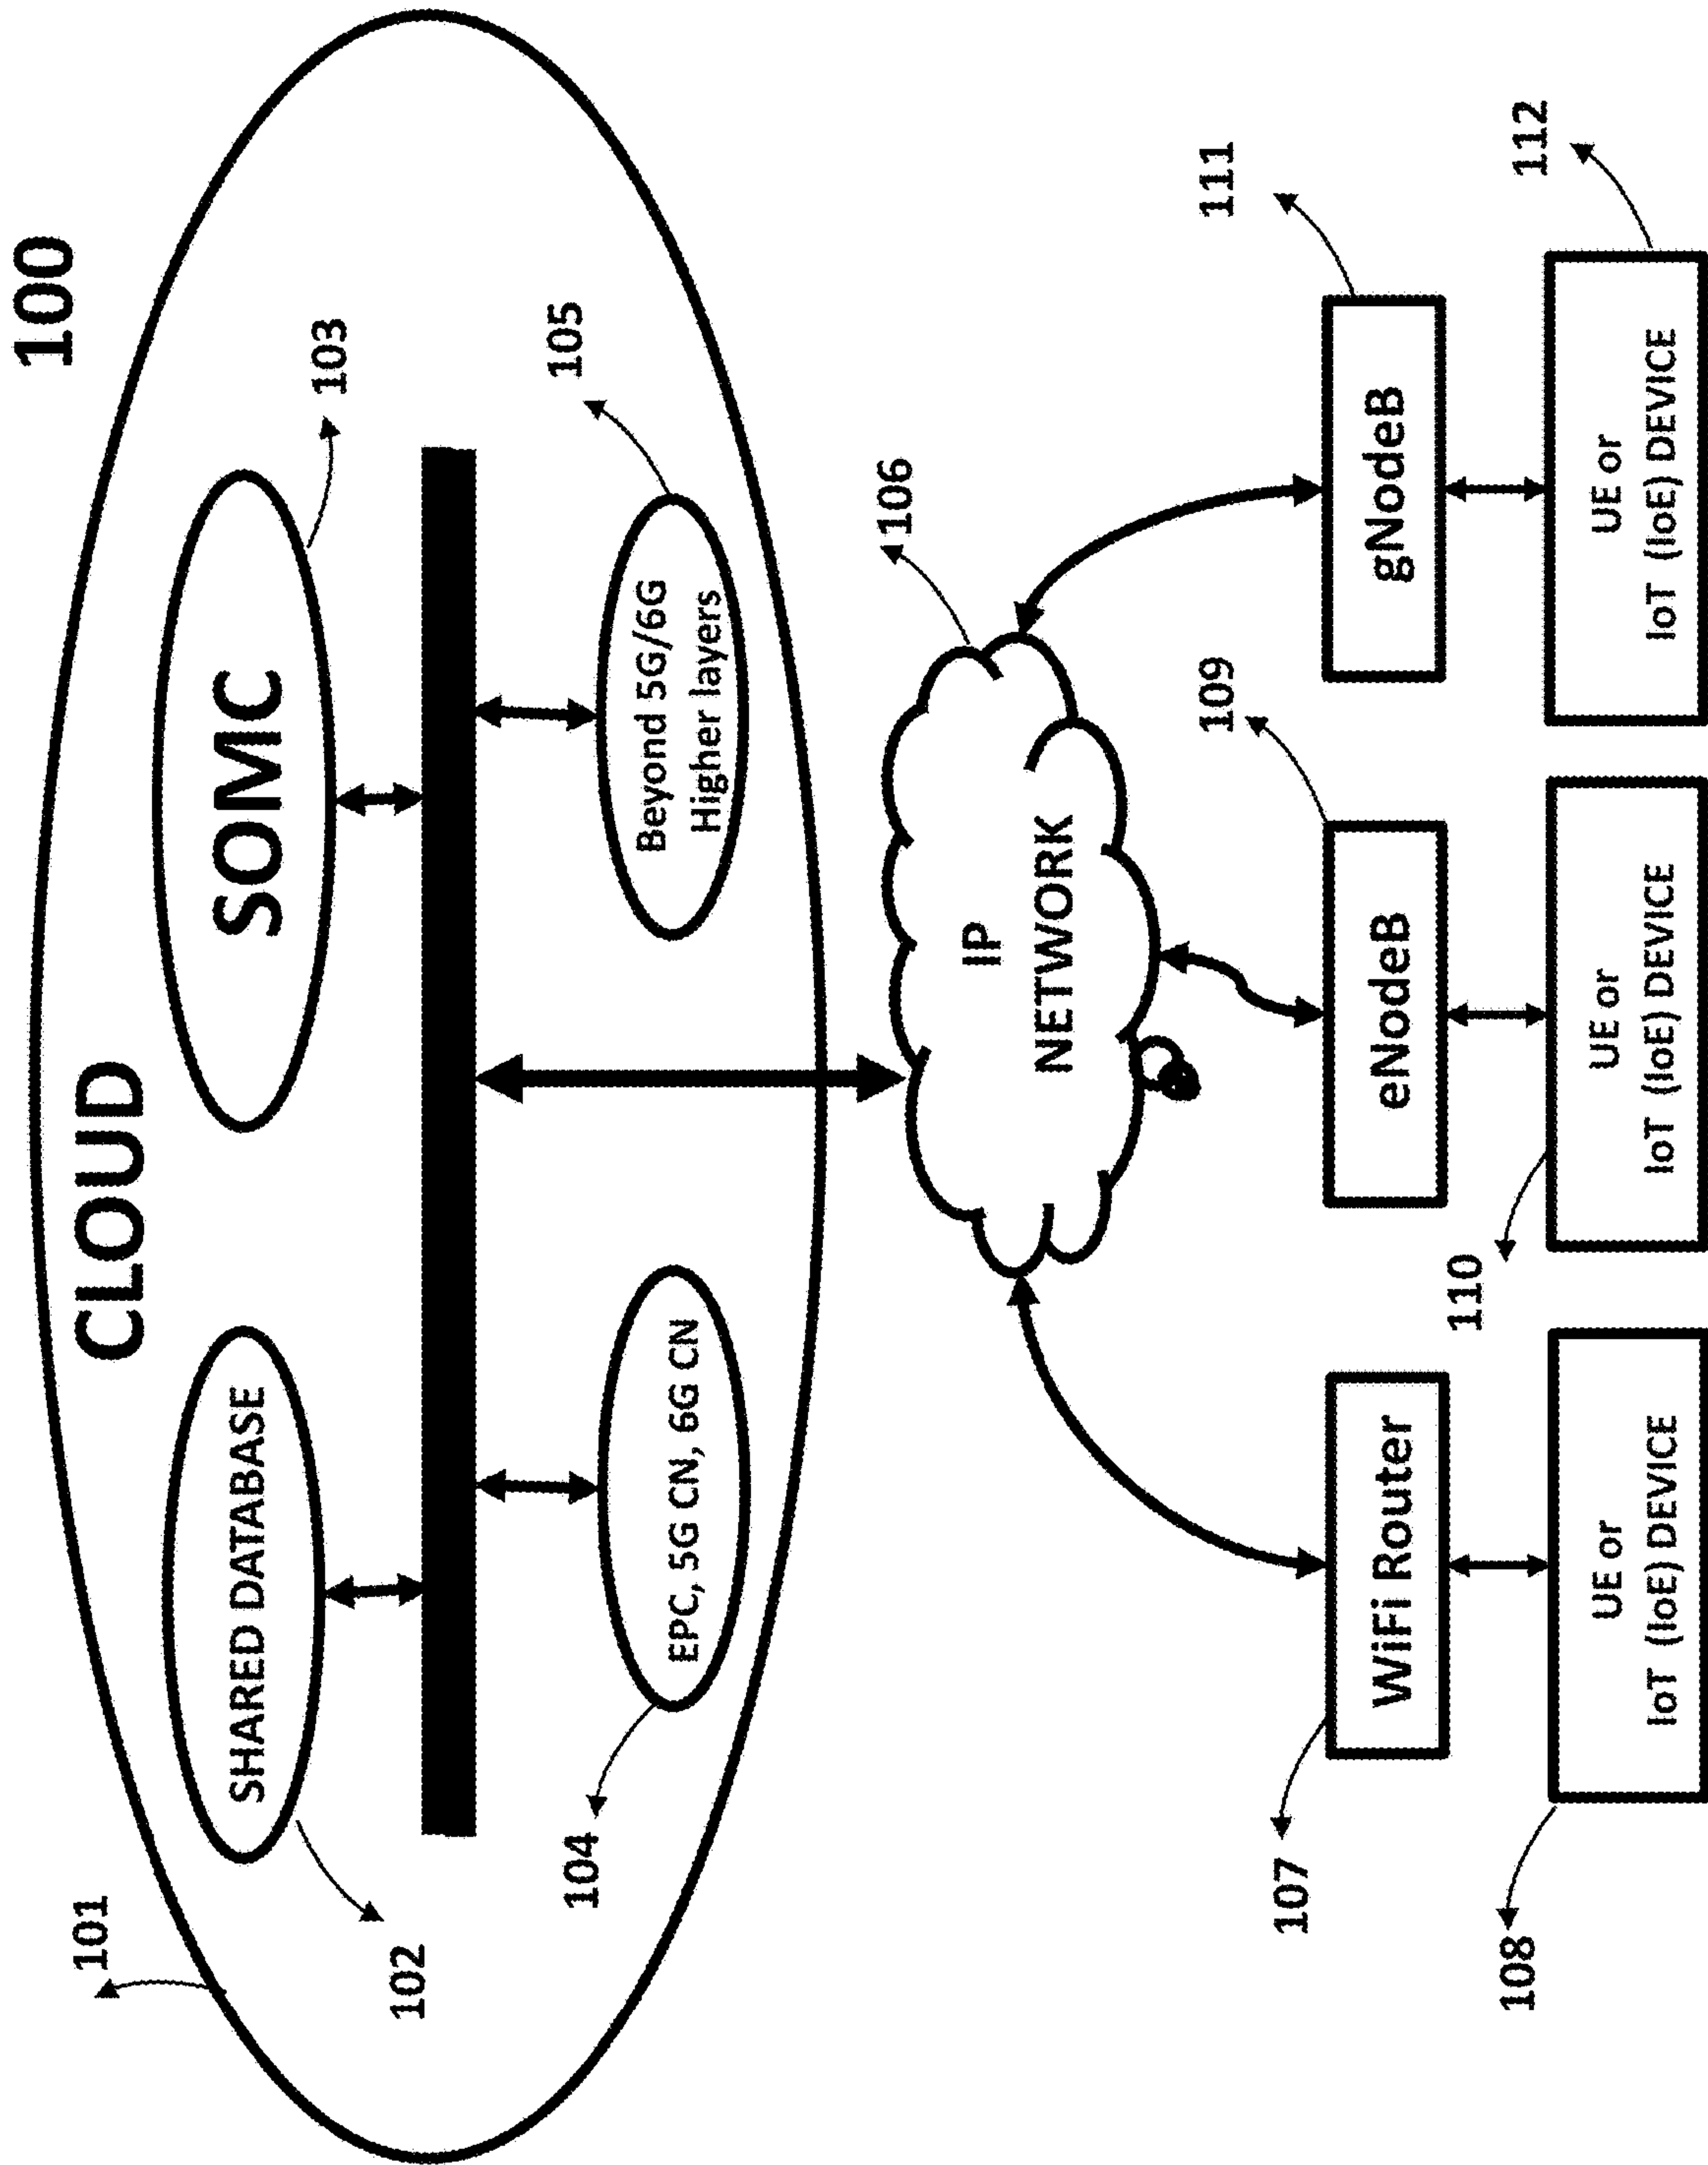 100
101
CLOUD
SHARED DATABASE
SOMC
102
103
104
EPC, 5G CN, 6G CN
Beyond 5G/6G
Higher layers
105
IP
NETWORK
106
107
WiFi Router
109
eNodeB
111
gNodeB
108
UE or
IoT (IoE) DEVICE
110
UE or
IoT (IoE) DEVICE
112
UE or
IoT (IoE) DEVICE